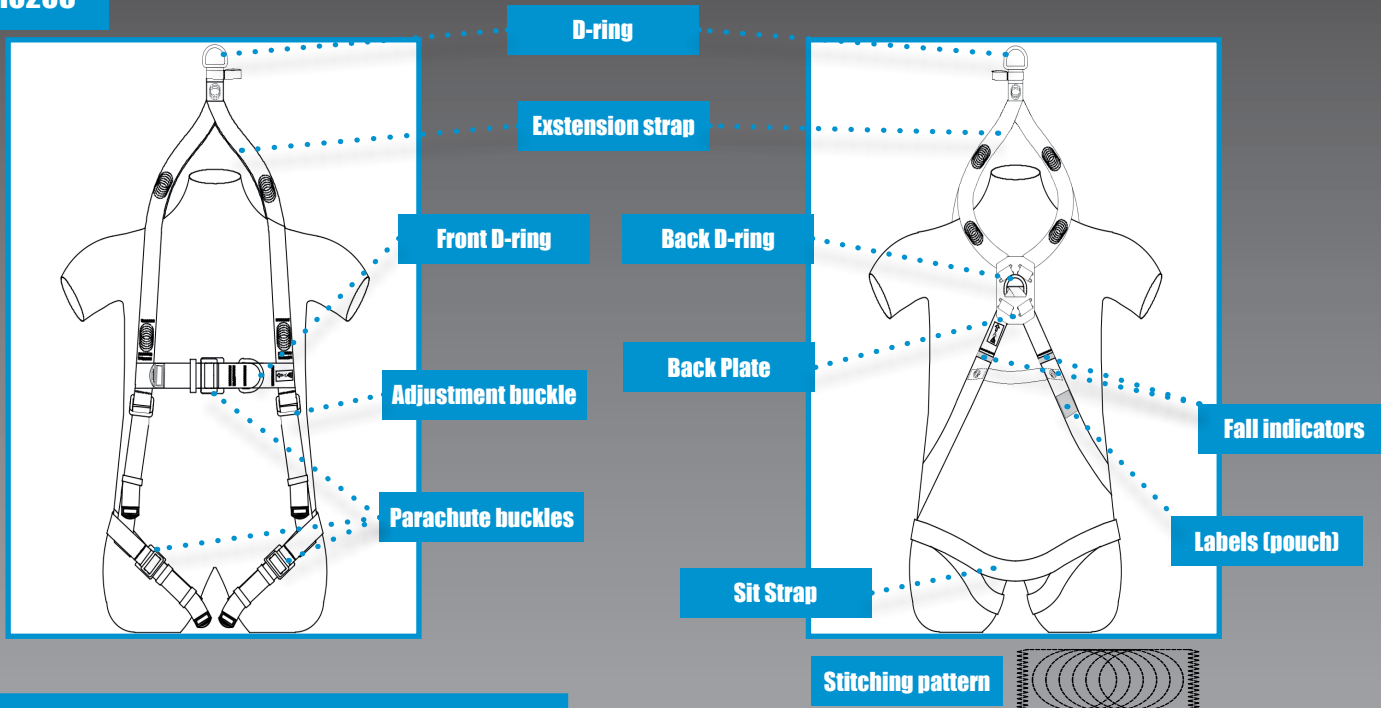 D-ring
Exstension strap
Front D-ring
Back D-ring
Back Plate
Adjustment buckle
Fall indicators
Parachute buckles
Labels (pouch)
Sit Strap
Stitching pattern